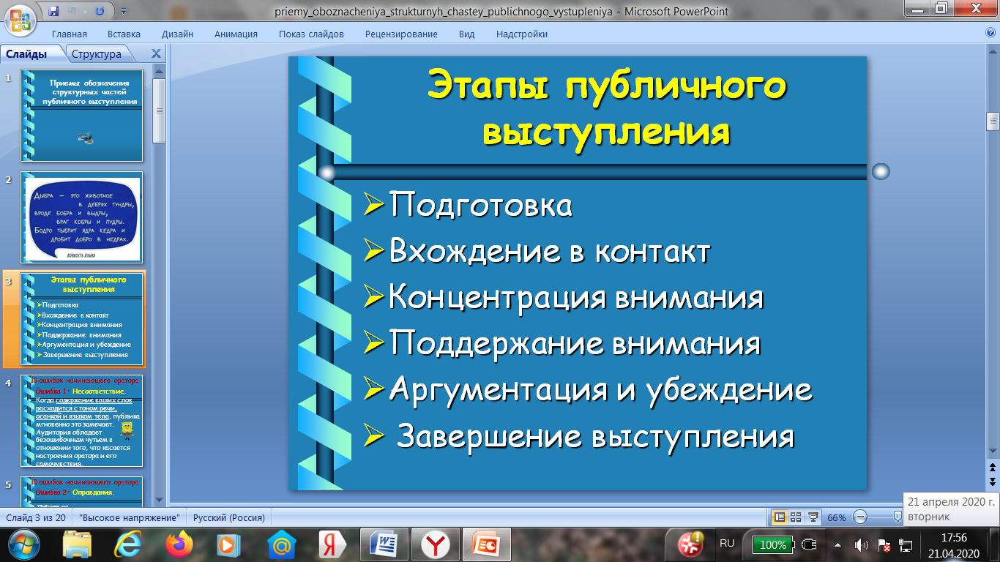 priemy_oboznacheniya_strukturnyh_chastey_publichnogo_vystupleniya - Microsoft PowerPoint
Главная Вставка Дизайн Анимация Показ слайдов Рецензирование Вид Надстройки
Слайды Структура
1
Приемы обозначения
структурных частей
публичного выступления
2
Дыбра — это животное
в дебрях тундры,
вроде бобра и выдры,
враг кобры и пудры.
Бодро тыбрит ядра кедра и
дробит добро в недрах.
ловкость языка
3
Этапы публичного
выступления
Подготовка
Вхождение в контакт
Концентрация внимания
Поддержание внимания
Аргументация и убеждение
Завершение выступления
4
10 ошибок начинающего оратора
Ошибка 1· Несоответствие.
Когда содержание ваших слов
расходится с тоном речи,
осанкой и языком тела, публика
мгновенно это замечает.
Аудитория обладает
безошибочным чутьем в
отношении того, что касается
настроения оратора и его
самочувствия.
5
10 ошибок начинающего оратора
Ошибка 2· Оправдания.
Этапы публичного
выступления
Подготовка
Вхождение в контакт
Концентрация внимания
Поддержание внимания
Аргументация и убеждение
Завершение выступления
Слайд 3 из 20 "Высокое напряжение" Русский (Россия) 66%
21 апреля 2020 г.
вторник
RU 100% 17:56
21.04.2020